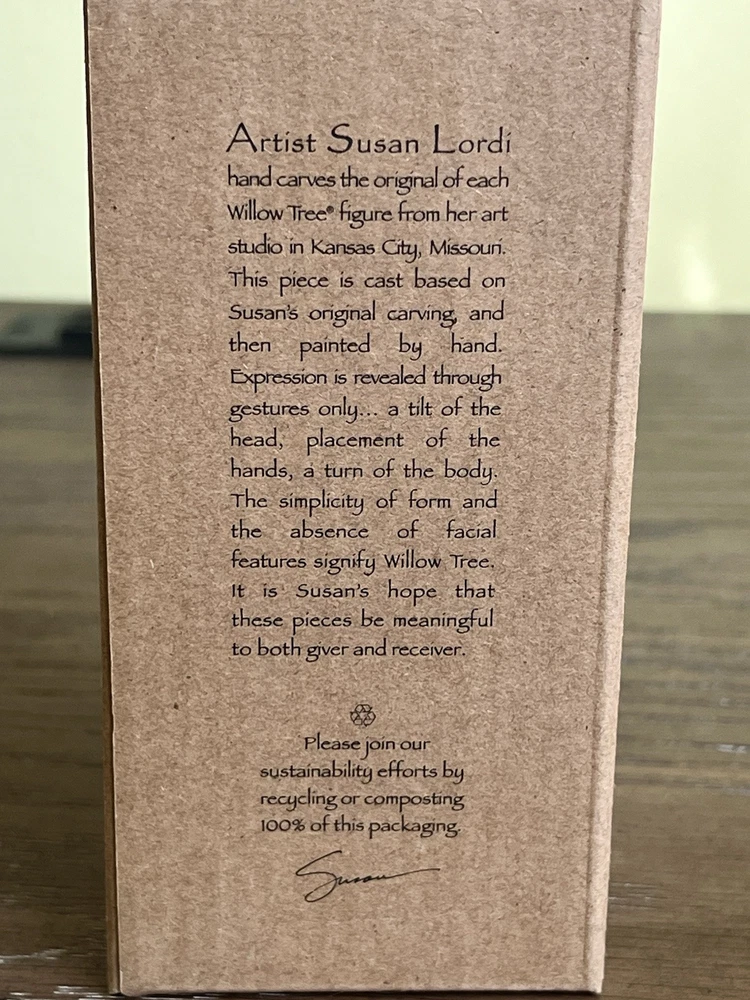 Artist Susan Lordi
hand carves the original of each
Willow Tree® figure from her art
studio in Kansas City, Missouri.
This piece is cast based on
Susan's original carving, and
then painted by hand.
Expression is revealed through
gestures only... a tilt of the
head, placement of the
hands, a turn of the body.
The simplicity of form and
the absence of facial
features signify Willow Tree.
It is Susan's hope that
these pieces be meaningful
to both giver and receiver.
Please join our
sustainability efforts by
recycling or composting
100% of this packaging.
Susan